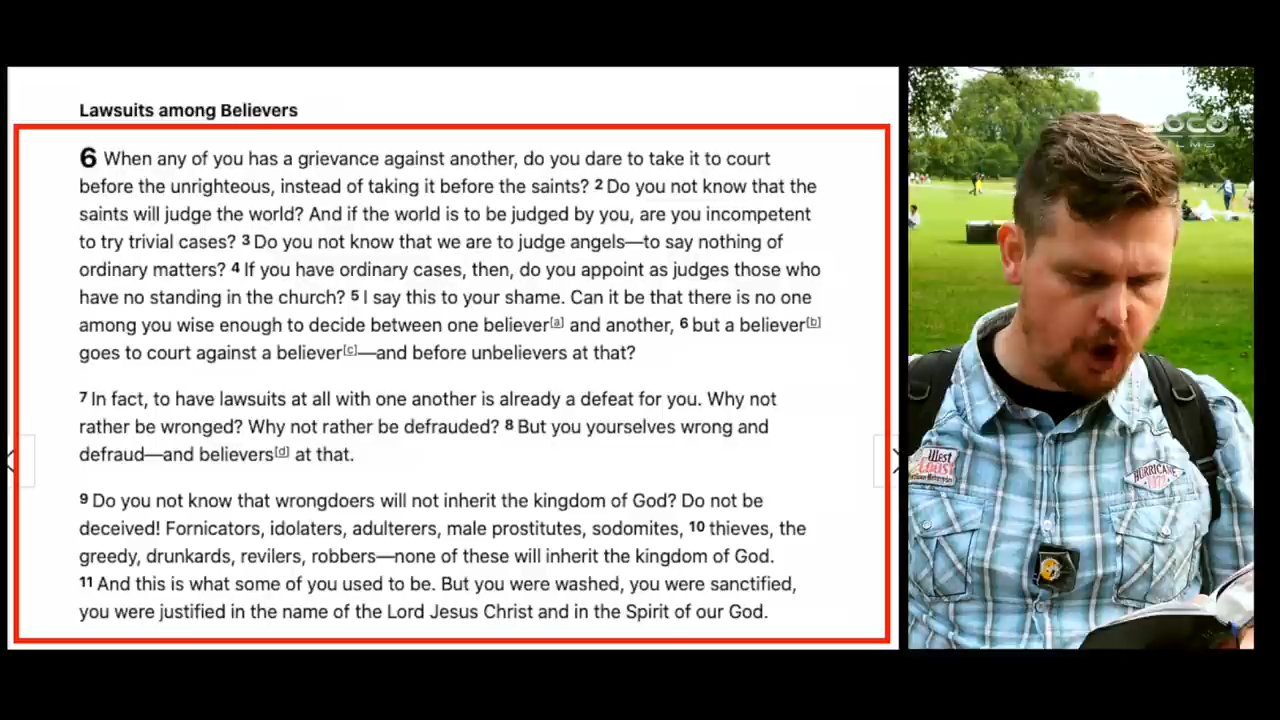 Lawsuits among Believers
6 When any of you has a grievance against another, do you dare to take it to court
before the unrighteous, instead of taking it before the saints? 2 Do you not know that the
saints will judge the world? And if the world is to be judged by you, are you incompetent
to try trivial cases? 3 Do you not know that we are to judge angels—to say nothing of
ordinary matters? 4 If you have ordinary cases, then, do you appoint as judges those who
have no standing in the church? 5 I say this to your shame. Can it be that there is no one
among you wise enough to decide between one believer[a] and another, 6 but a believer[b]
goes to court against a believer[c]—and before unbelievers at that?
7 In fact, to have lawsuits at all with one another is already a defeat for you. Why not
rather be wronged? Why not rather be defrauded? 8 But you yourselves wrong and
defraud—and believers[d] at that.
9 Do you not know that wrongdoers will not inherit the kingdom of God? Do not be
deceived! Fornicators, idolaters, adulterers, male prostitutes, sodomites, 10 thieves, the
greedy, drunkards, revilers, robbers—none of these will inherit the kingdom of God.
11 And this is what some of you used to be. But you were washed, you were sanctified,
you were justified in the name of the Lord Jesus Christ and in the Spirit of our God.
SOCO
FILMS
West
Coast
HURRICANE